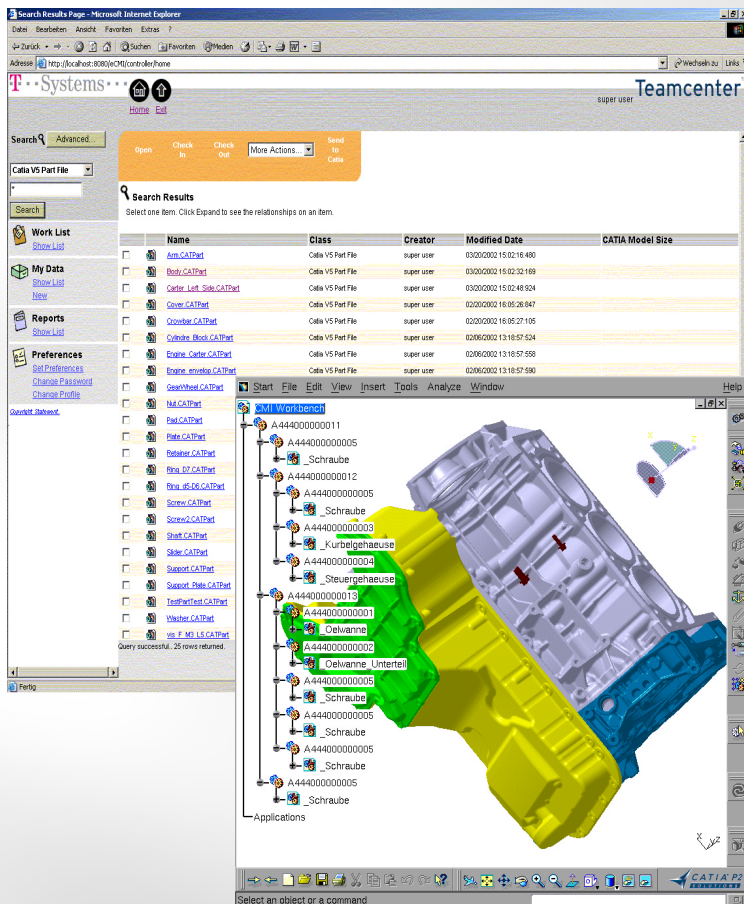 Search Results Page - Microsoft Internet Explorer
Datei Bearbeiten Ansicht Favoriten Extras ?
Zurück Suchen Favoriten Medien
Adresse http://localhost:8080/eCMI/controller/home Wechseln zu Links
T · · Systems · · ·
Home Exit
super user Teamcenter
Search Advanced...
Open Check In Check Out More Actions... Send to Catia
Catia V5 Part File
*
Search
Search Results
Select one item. Click Expand to see the relationships on an item.
Work List
Show List
My Data
Show List
New
Reports
Show List
Preferences
Set Preferences
Change Password
Change Profile
Copyright Statement.
Name Class Creator Modified Date CATIA Model Size
Arm.CATPart Catia V5 Part File super user 03/20/2002 15:02:16:480
Body.CATPart Catia V5 Part File super user 03/20/2002 15:02:32:169
Carter_Left_Side.CATPart Catia V5 Part File super user 03/20/2002 15:02:48:924
Cover.CATPart Catia V5 Part File super user 02/20/2002 16:05:26:847
Crowbar.CATPart Catia V5 Part File super user 02/20/2002 16:05:27:105
Cylindre_Block.CATPart Catia V5 Part File super user 02/06/2002 13:18:57:524
Engine_Carter.CATPart Catia V5 Part File super user 02/06/2002 13:18:57:558
Engine_envelop.CATPart Catia V5 Part File super user 02/06/2002 13:18:57:590
GearWheel.CATPart
Nut.CATPart
Pad.CATPart
Plate.CATPart
Retainer.CATPart
Ring_D7.CATPart
Ring_d5-D6.CATPart
Screw.CATPart
Screw2.CATPart
Shaft.CATPart
Slider.CATPart
Support.CATPart
Support_Plate.CATPart
TestPartTest.CATPart
Washer.CATPart
vis_F_M3_L5.CATPart
Query successful.. 25 rows returned.
Fertig
Start File Edit View Insert Tools Analyze Window Help
CMI Workbench
A444000000011
A444000000005
_Schraube
A444000000012
A444000000005
_Schraube
A444000000003
_Kurbelgehaeuse
A444000000004
_Steuergehaeuse
A444000000013
A444000000001
_Oelwanne
A444000000002
_Oelwanne_Unterteil
A444000000005
_Schraube
A444000000005
_Schraube
A444000000005
_Schraube
A444000000005
_Schraube
Applications
x y z
CATIA P2
SOLUTIONS
Select an object or a command